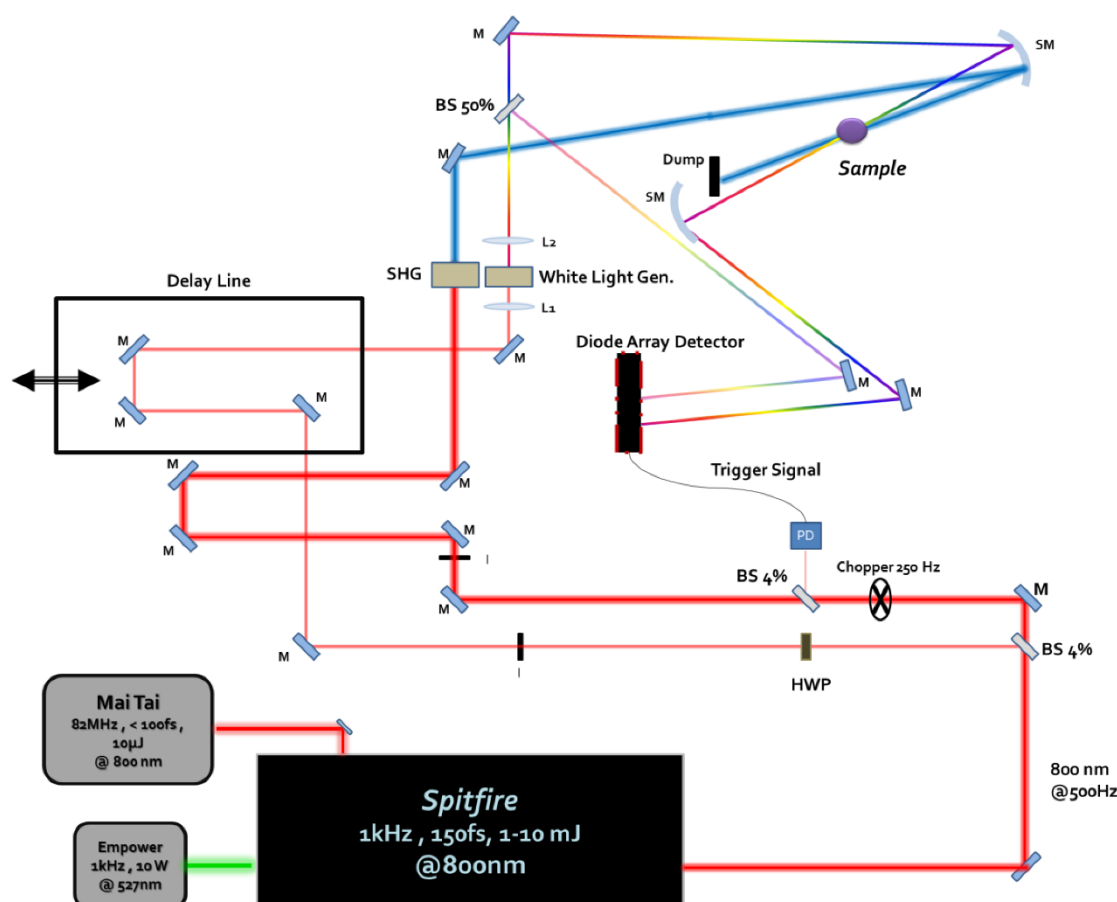 M
SM
BS 50%
M
Dump
Sample
SM
L2
SHG
White Light Gen.
Delay Line
L1
M
M
Diode Array Detector
M
M
M
M
M
M
Trigger Signal
M
M
PD
I
BS 4%
Chopper 250 Hz
M
M
BS 4%
M
I
HWP
Mai Tai
82MHz , < 100fs ,
10µJ
@ 800 nm
800 nm
@500Hz
Spitfire
1kHz , 150fs, 1-10 mJ
@800nm
Empower
1kHz , 10 W
@ 527nm